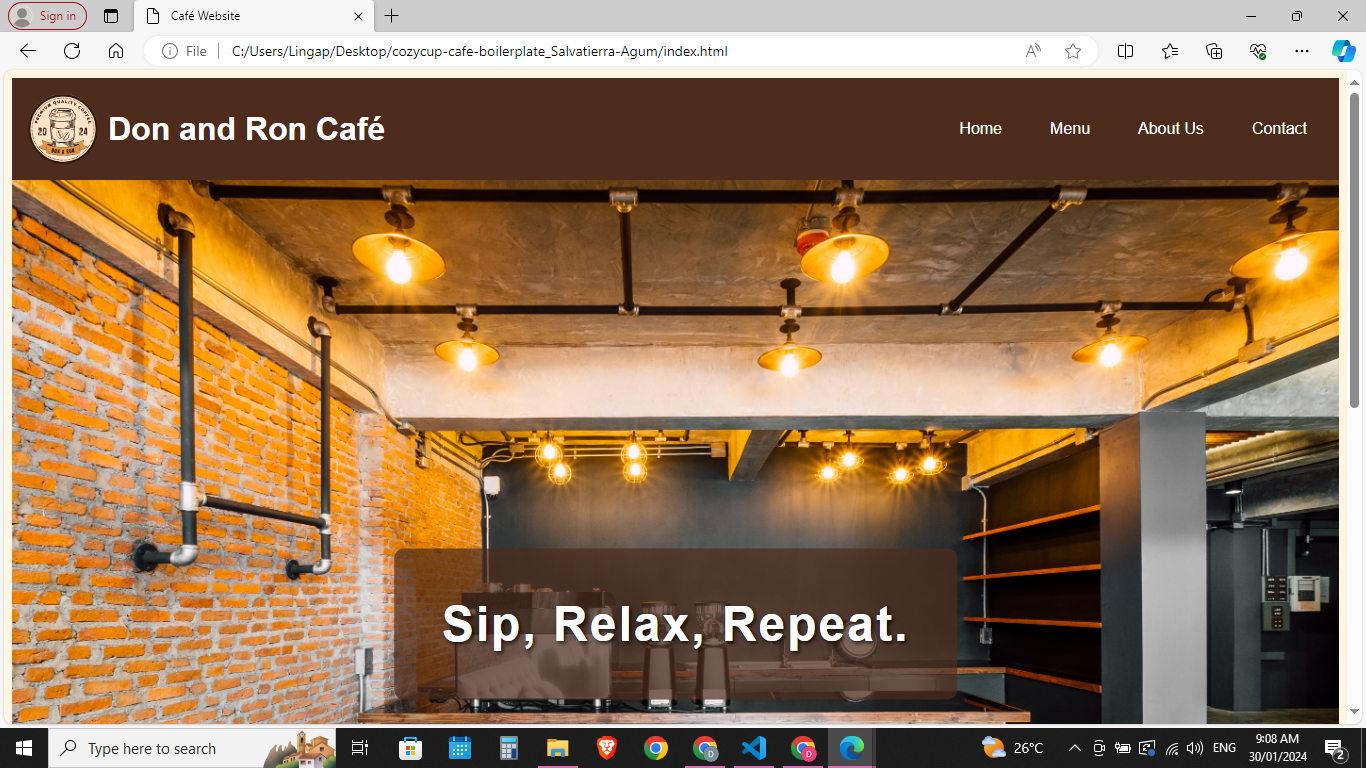 Sign in
Café Website
File
C:/Users/Lingap/Desktop/cozycup-cafe-boilerplate_Salvatierra-Agum/index.html
PREMIUM QUALITY COFFEE
20 24
DON & RON
Don and Ron Café
Home
Menu
About Us
Contact
Sip, Relax, Repeat.
Type here to search
26°C
ENG
9:08 AM
30/01/2024
2